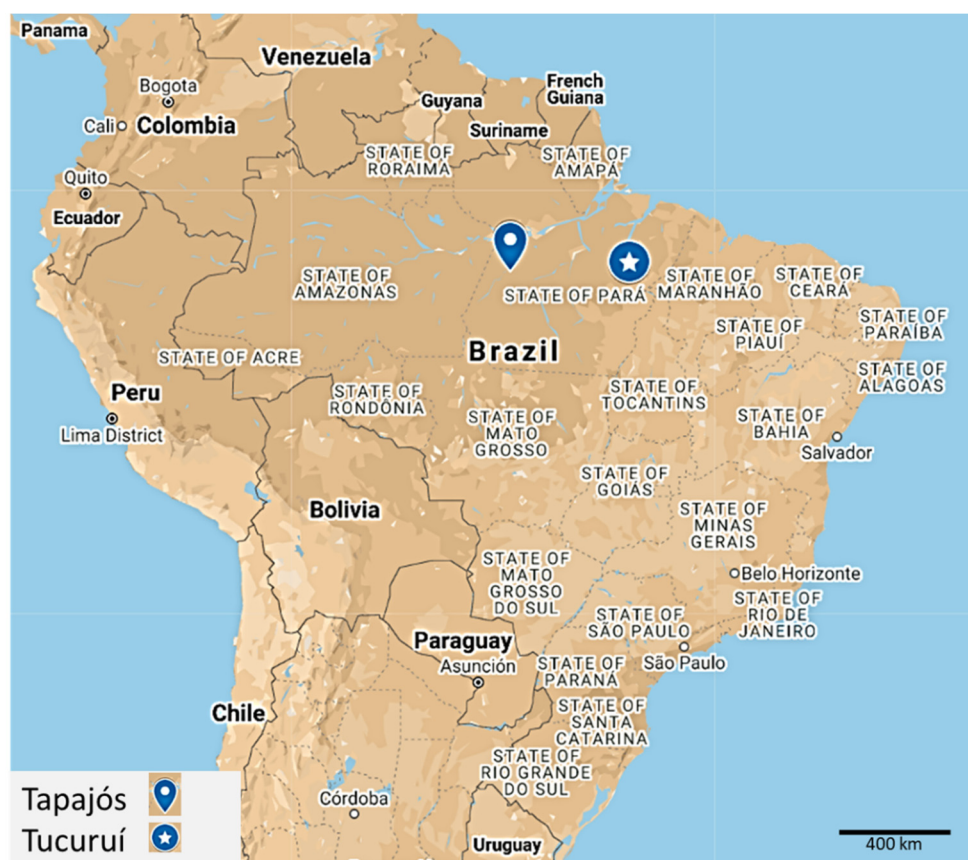 Panama
Venezuela
Bogota
Cali
Colombia
Guyana
French
Guiana
Suriname
STATE OF
RORAIMA
STATE OF
AMAPÁ
Quito
Ecuador
STATE OF
AMAZONAS
STATE OF PARÁ
STATE OF
MARANHÃO
STATE OF
CEARÁ
STATE OF
PIAUÍ
STATE OF
PARAÍBA
STATE OF ACRE
Brazil
STATE OF
ALAGOAS
Peru
Lima District
STATE OF
RONDÔNIA
STATE OF
TOCANTINS
STATE OF
MATO
GROSSO
STATE OF
BAHIA
Salvador
STATE OF
GOIÁS
Bolivia
STATE OF
MINAS
GERAIS
STATE OF
MATO
GROSSO
DO SUL
Belo Horizonte
STATE OF
RIO DE
JANEIRO
STATE OF
SÃO PAULO
São Paulo
Paraguay
Asunción
STATE OF
PARANÁ
Chile
STATE OF
SANTA
CATARINA
STATE OF
RIO GRANDE
DO SUL
Córdoba
Uruguay
Tapajós
Tucuruí
400 km